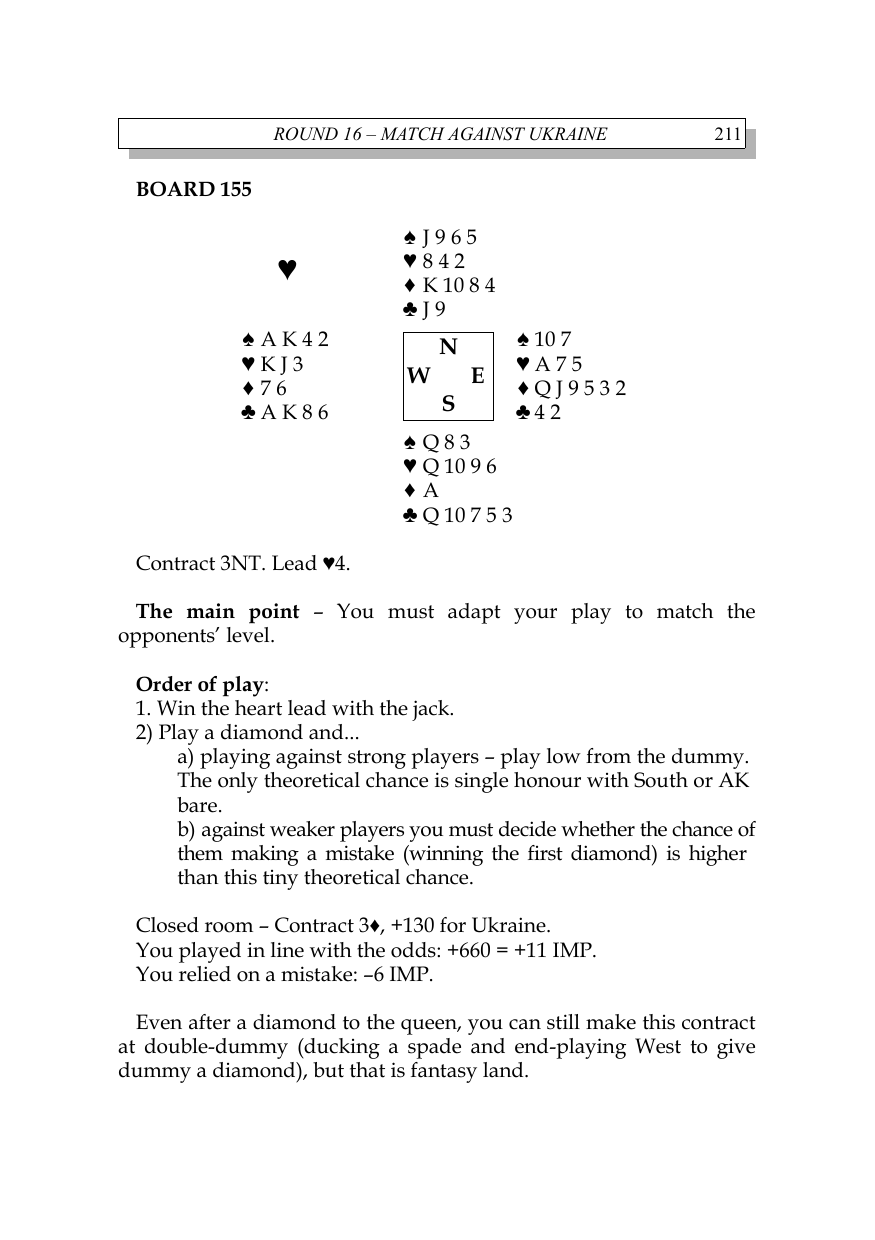 ROUND 16 – MATCH AGAINST UKRAINE 211
BOARD 155
♠ J 9 6 5
♥ 8 4 2
♦ K 10 8 4
♣ J 9
♥
♠ A K 4 2
♥ K J 3
♦ 7 6
♣ A K 8 6
N
W E
S
♠ 10 7
♥ A 7 5
♦ Q J 9 5 3 2
♣ 4 2
♠ Q 8 3
♥ Q 10 9 6
♦ A
♣ Q 10 7 5 3
Contract 3NT. Lead ♥4.
The main point – You must adapt your play to match the
opponents’ level.
Order of play:
1. Win the heart lead with the jack.
2) Play a diamond and...
a) playing against strong players – play low from the dummy.
The only theoretical chance is single honour with South or AK
bare.
b) against weaker players you must decide whether the chance of
them making a mistake (winning the first diamond) is higher
than this tiny theoretical chance.
Closed room – Contract 3♦, +130 for Ukraine.
You played in line with the odds: +660 = +11 IMP.
You relied on a mistake: –6 IMP.
Even after a diamond to the queen, you can still make this contract
at double-dummy (ducking a spade and end-playing West to give
dummy a diamond), but that is fantasy land.